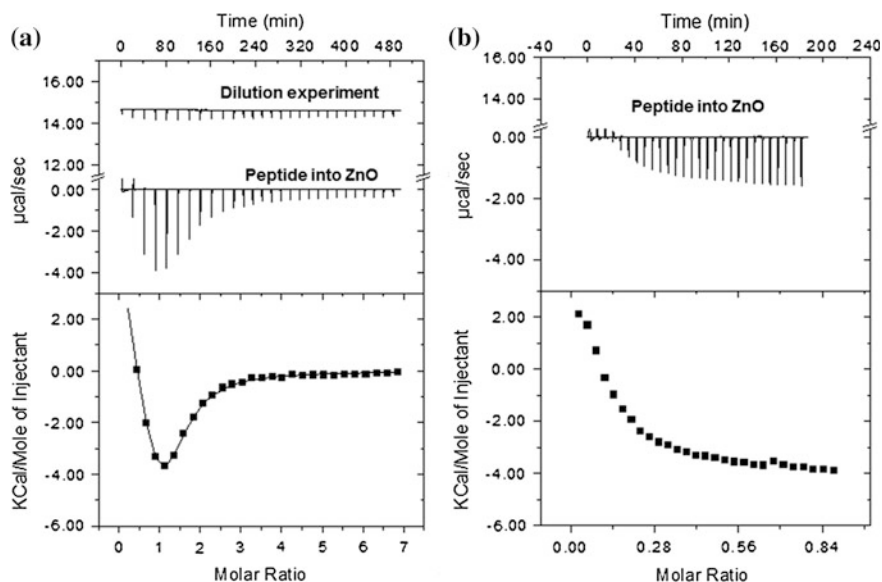 (a)
Time (min)
0 80 160 240 320 400 480
16.00
14.00
12.00
0.00
-2.00
-4.00
µcal/sec
Dilution experiment
Peptide into ZnO
2.00
0.00
-2.00
-4.00
-6.00
KCal/Mole of Injectant
0 1 2 3 4 5 6 7
Molar Ratio
(b)
Time (min)
-40 0 40 80 120 160 200 240
16.00
14.00
0.00
-2.00
-4.00
µcal/sec
Peptide into ZnO
2.00
0.00
-2.00
-4.00
-6.00
KCal/Mole of Injectant
0.00 0.28 0.56 0.84
Molar Ratio